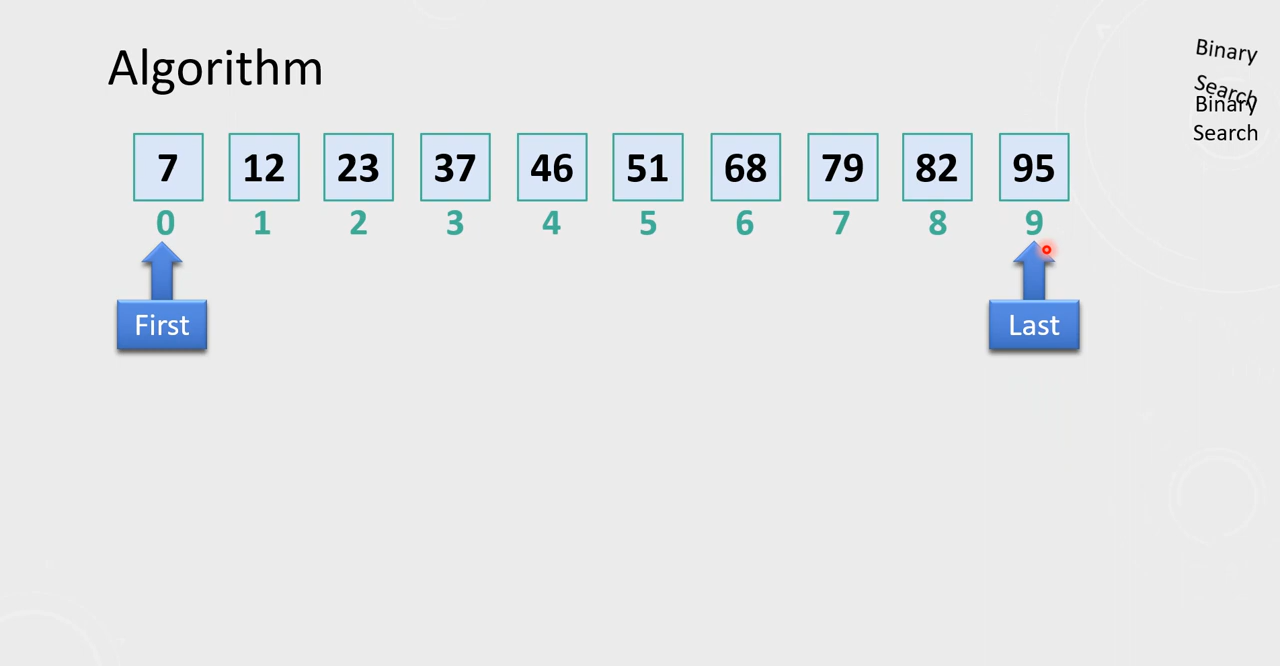 Algorithm
Binary
Search
Binary
Search
7 12 23 37 46 51 68 79 82 95
0 1 2 3 4 5 6 7 8 9
First Last